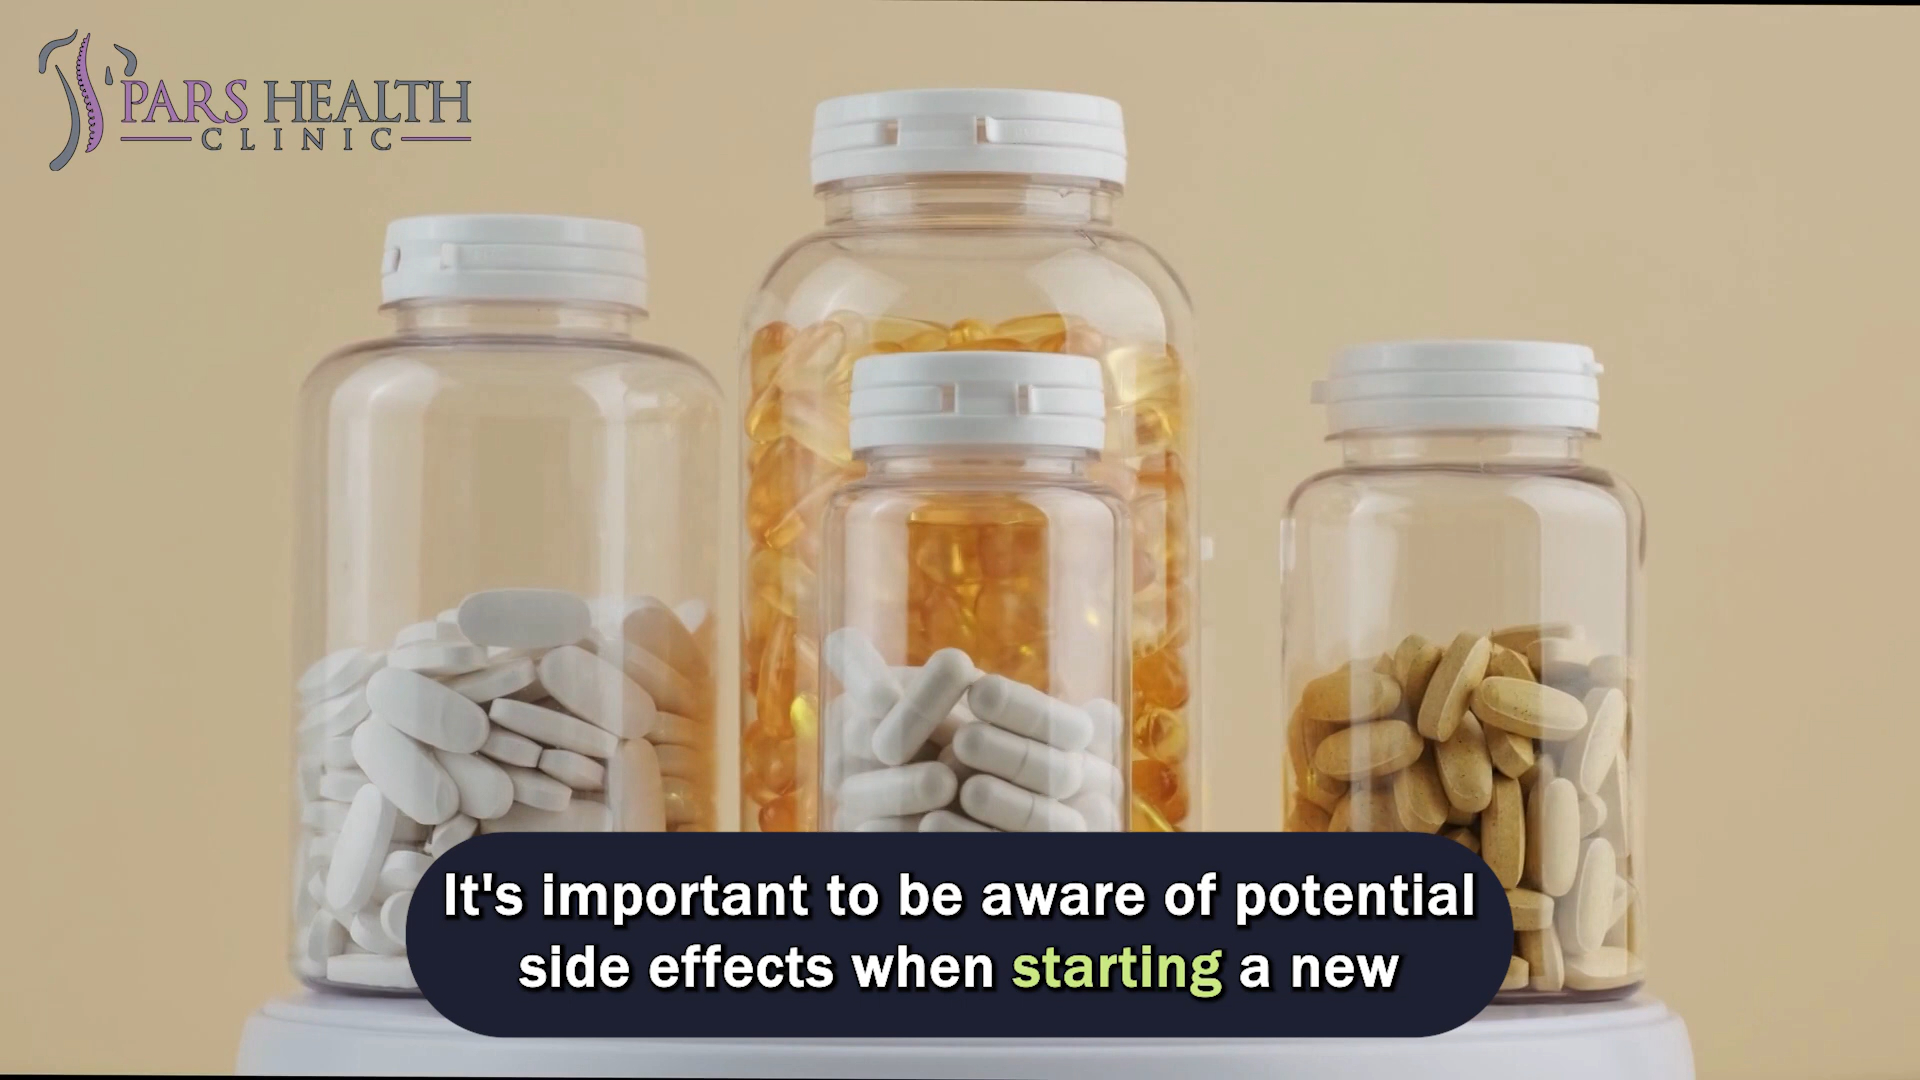 PARS HEALTH
CLINIC
It's important to be aware of potential
side effects when starting a new